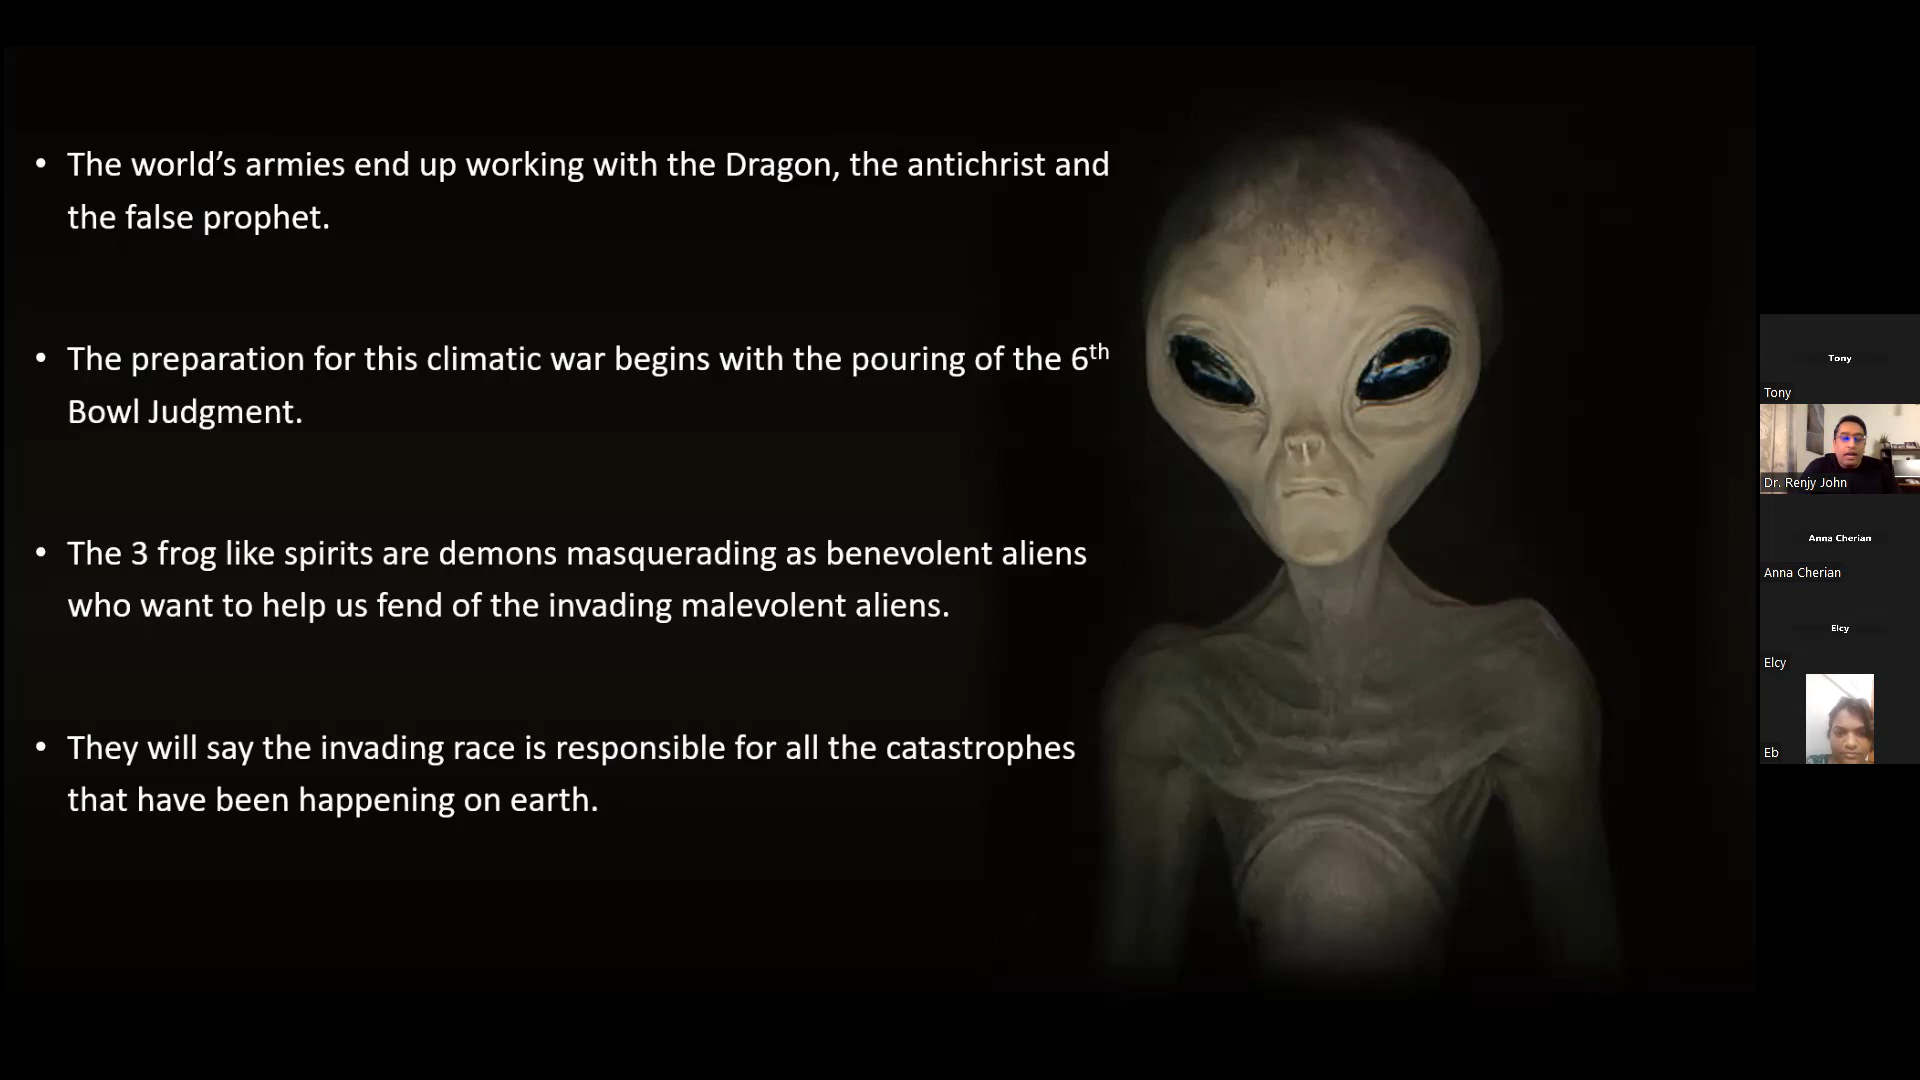 • The world’s armies end up working with the Dragon, the antichrist and
the false prophet.
• The preparation for this climatic war begins with the pouring of the 6th
Bowl Judgment.
• The 3 frog like spirits are demons masquerading as benevolent aliens
who want to help us fend of the invading malevolent aliens.
• They will say the invading race is responsible for all the catastrophes
that have been happening on earth.
Tony
Tony
Dr. Renjy John
Anna Cherian
Anna Cherian
Elcy
Elcy
Eb